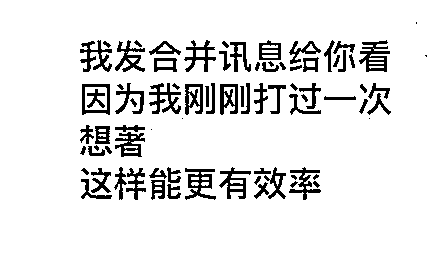 我发合并讯息给你看
因为我刚刚打过一次
想著
这样能更有效率